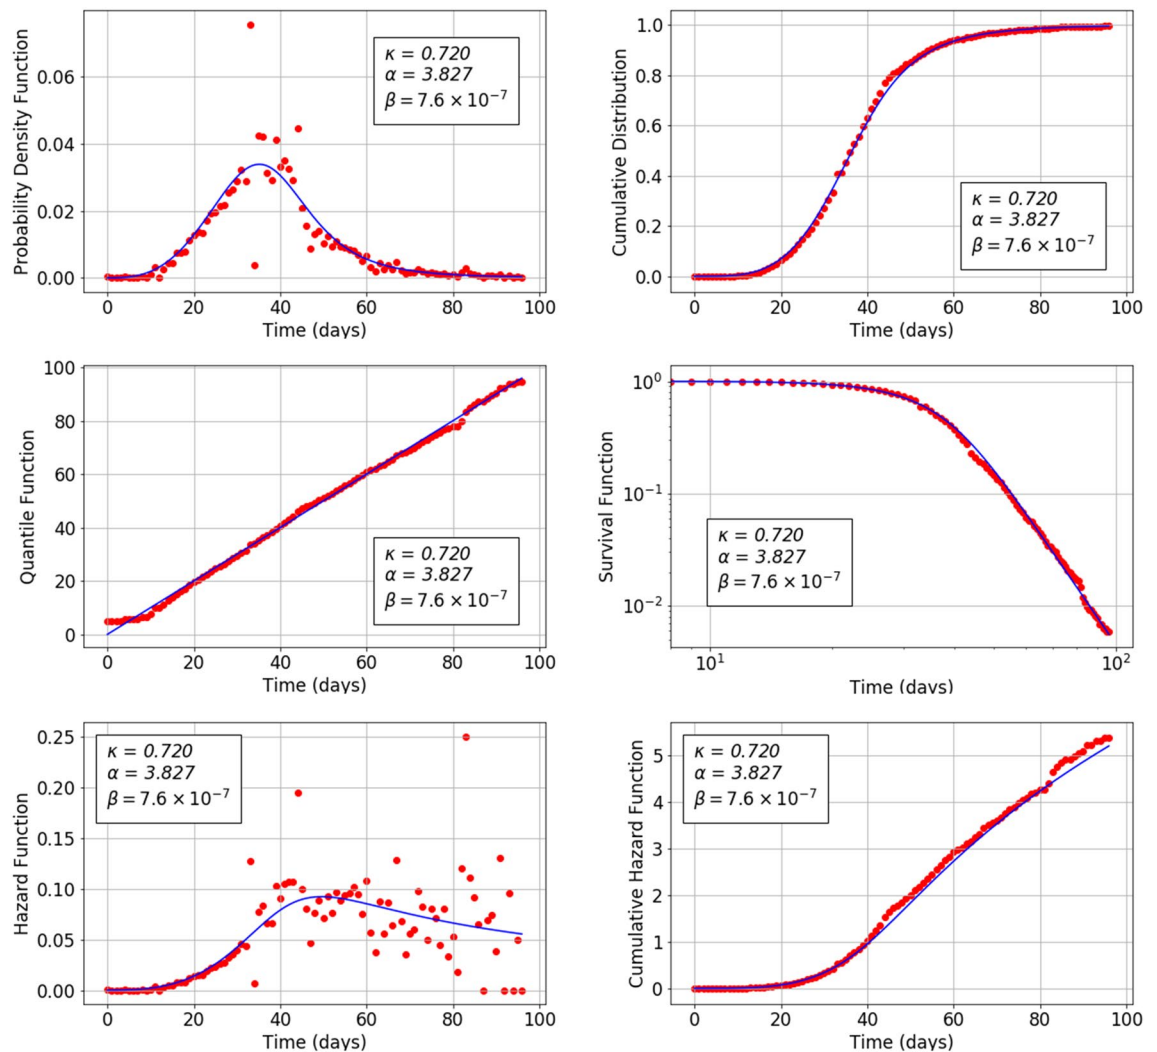 Probability Density Function
0.06
0.04
0.02
0.00
κ = 0.720
α = 3.827
β = 7.6 × 10⁻⁷
0 20 40 60 80 100
Time (days)
Cumulative Distribution
1.0
0.8
0.6
0.4
0.2
0.0
κ = 0.720
α = 3.827
β = 7.6 × 10⁻⁷
0 20 40 60 80 100
Time (days)
Quantile Function
100
80
60
40
20
0
κ = 0.720
α = 3.827
β = 7.6 × 10⁻⁷
0 20 40 60 80 100
Time (days)
Survival Function
10⁰
10⁻¹
10⁻²
κ = 0.720
α = 3.827
β = 7.6 × 10⁻⁷
10¹ 10²
Time (days)
Hazard Function
0.25
0.20
0.15
0.10
0.05
0.00
κ = 0.720
α = 3.827
β = 7.6 × 10⁻⁷
0 20 40 60 80 100
Time (days)
Cumulative Hazard Function
5
4
3
2
1
0
κ = 0.720
α = 3.827
β = 7.6 × 10⁻⁷
0 20 40 60 80 100
Time (days)